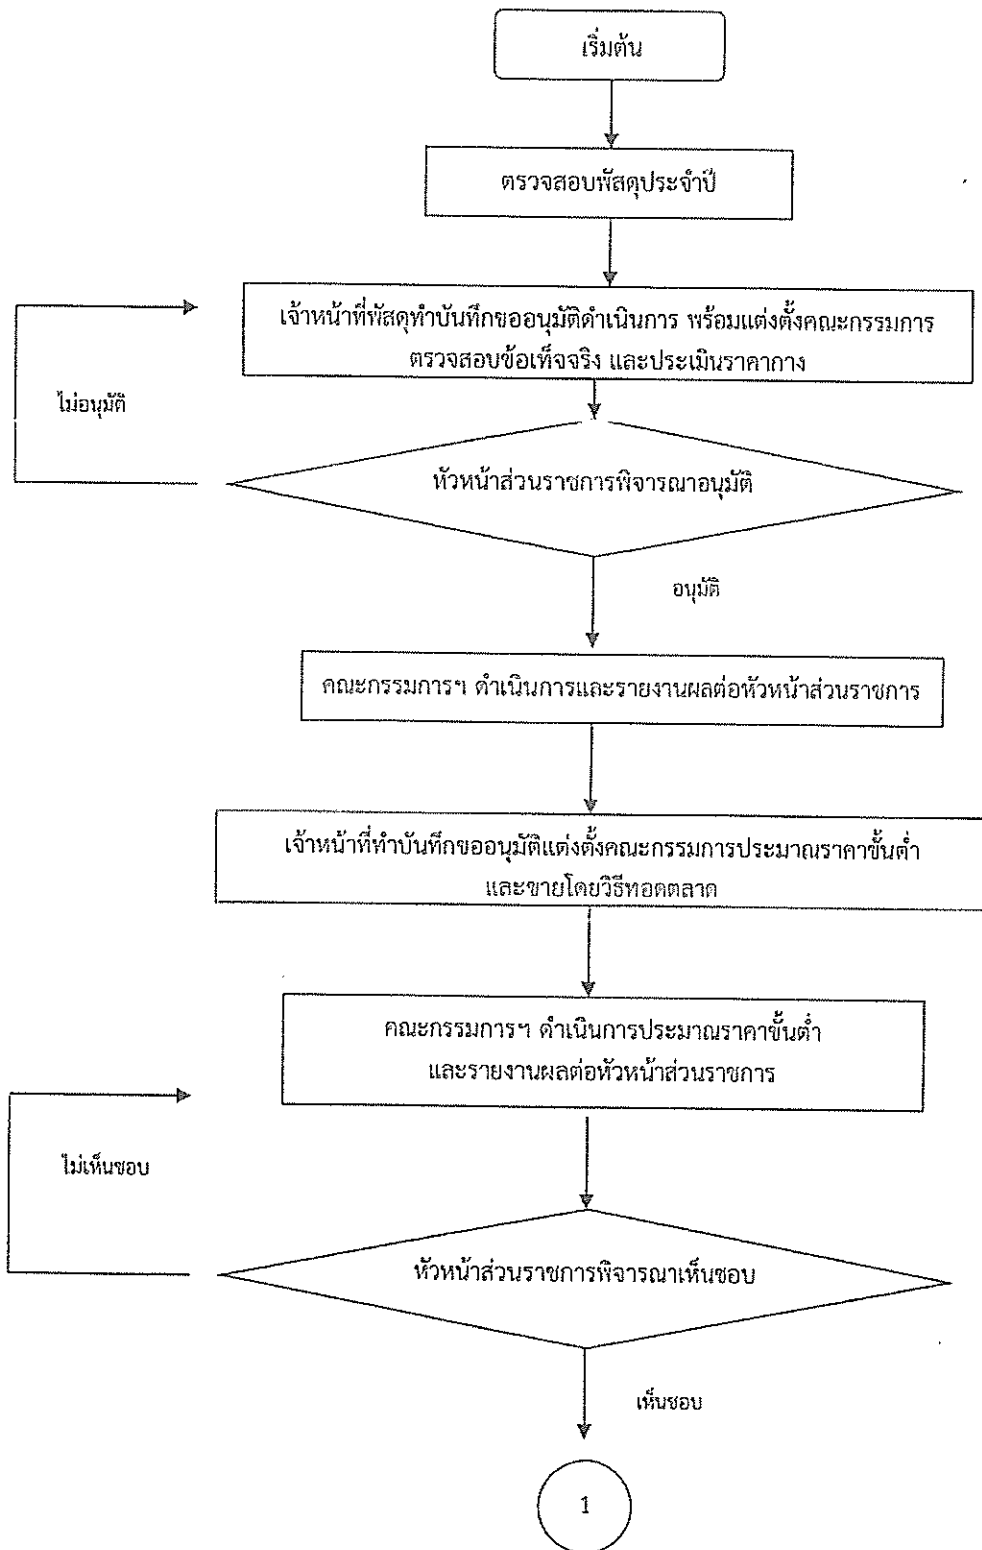 เริ่มต้น
ตรวจสอบพัสดุประจำปี
เจ้าหน้าที่พัสดุทำบันทึกขออนุมัติดำเนินการ พร้อมแต่งตั้งคณะกรรมการ
ตรวจสอบข้อเท็จจริง และประเมินราคากลาง
ไม่อนุมัติ
หัวหน้าส่วนราชการพิจารณาอนุมัติ
อนุมัติ
คณะกรรมการฯ ดำเนินการและรายงานผลต่อหัวหน้าส่วนราชการ
เจ้าหน้าที่ทำบันทึกขออนุมัติแต่งตั้งคณะกรรมการประมาณราคาขั้นต่ำ
และขายโดยวิธีทอดตลาด
คณะกรรมการฯ ดำเนินการประมาณราคาขั้นต่ำ
และรายงานผลต่อหัวหน้าส่วนราชการ
ไม่เห็นชอบ
หัวหน้าส่วนราชการพิจารณาเห็นชอบ
เห็นชอบ
1